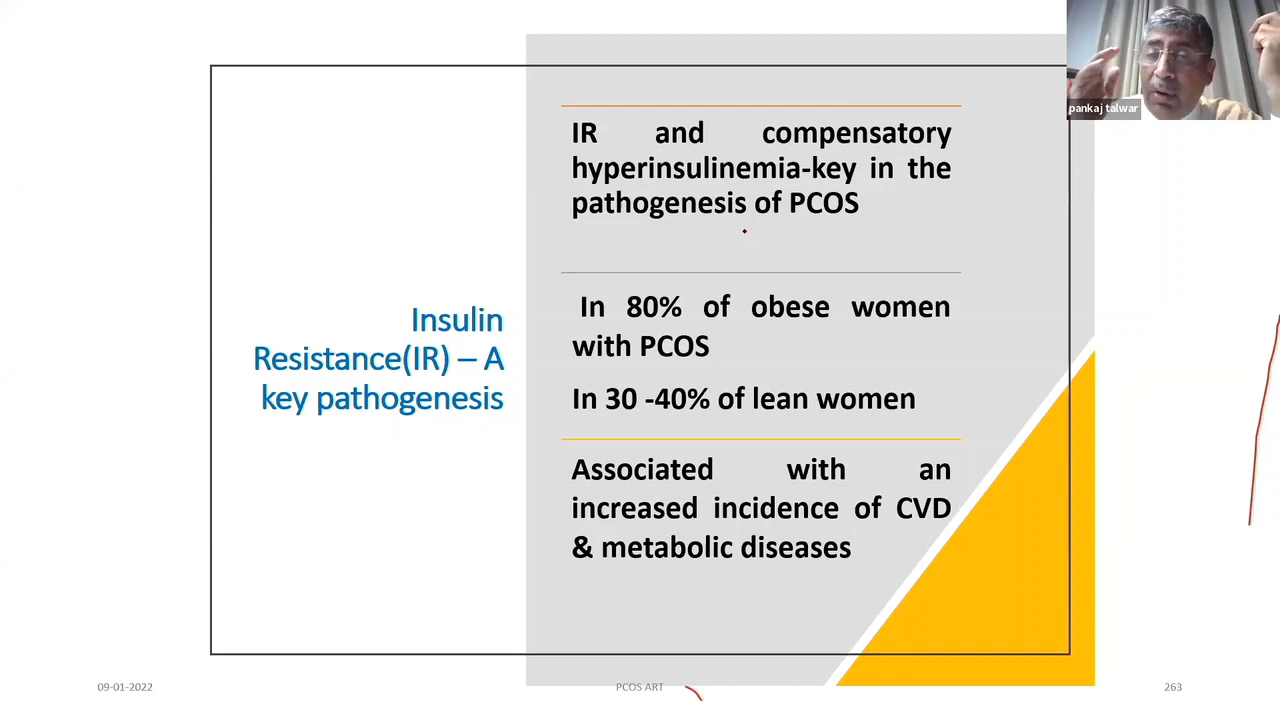 pankaj talwar
Insulin
Resistance(IR) – A
key pathogenesis
IR and compensatory
hyperinsulinemia-key in the
pathogenesis of PCOS
In 80% of obese women
with PCOS
In 30 -40% of lean women
Associated with an
increased incidence of CVD
& metabolic diseases
09-01-2022
PCOS ART
263